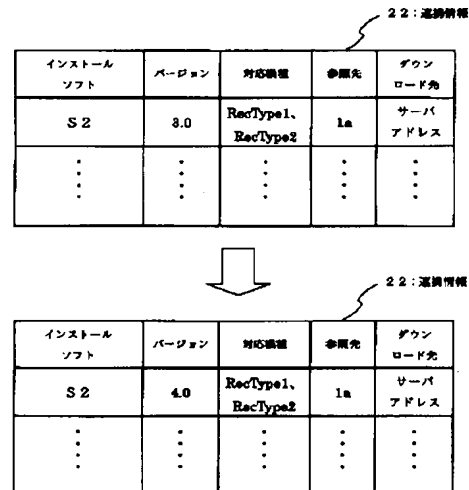 22：連携情報
インストール
ソフト
バージョン
対応機種
参照先
ダウン
ロード先
S2
3.0
RecType1、
RecType2
1a
サーバ
アドレス
22：連携情報
インストール
ソフト
バージョン
対応機種
参照先
ダウン
ロード先
S2
4.0
RecType1、
RecType2
1a
サーバ
アドレス